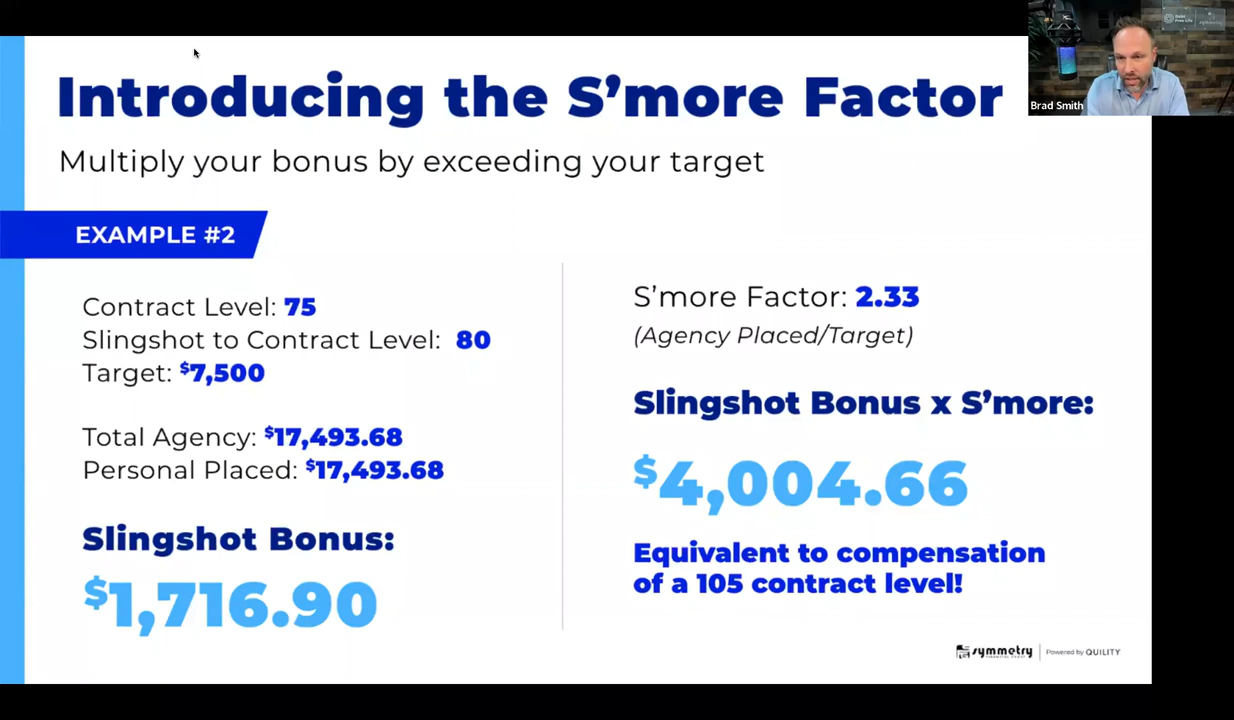 Introducing the S'more Factor
Multiply your bonus by exceeding your target
EXAMPLE #2
Contract Level: 75
Slingshot to Contract Level: 80
Target: $7,500
Total Agency: $17,493.68
Personal Placed: $17,493.68
Slingshot Bonus:
$1,716.90
S'more Factor: 2.33
(Agency Placed/Target)
Slingshot Bonus x S'more:
$4,004.66
Equivalent to compensation
of a 105 contract level!
symmetry
Powered by QUILITY
Brad Smith